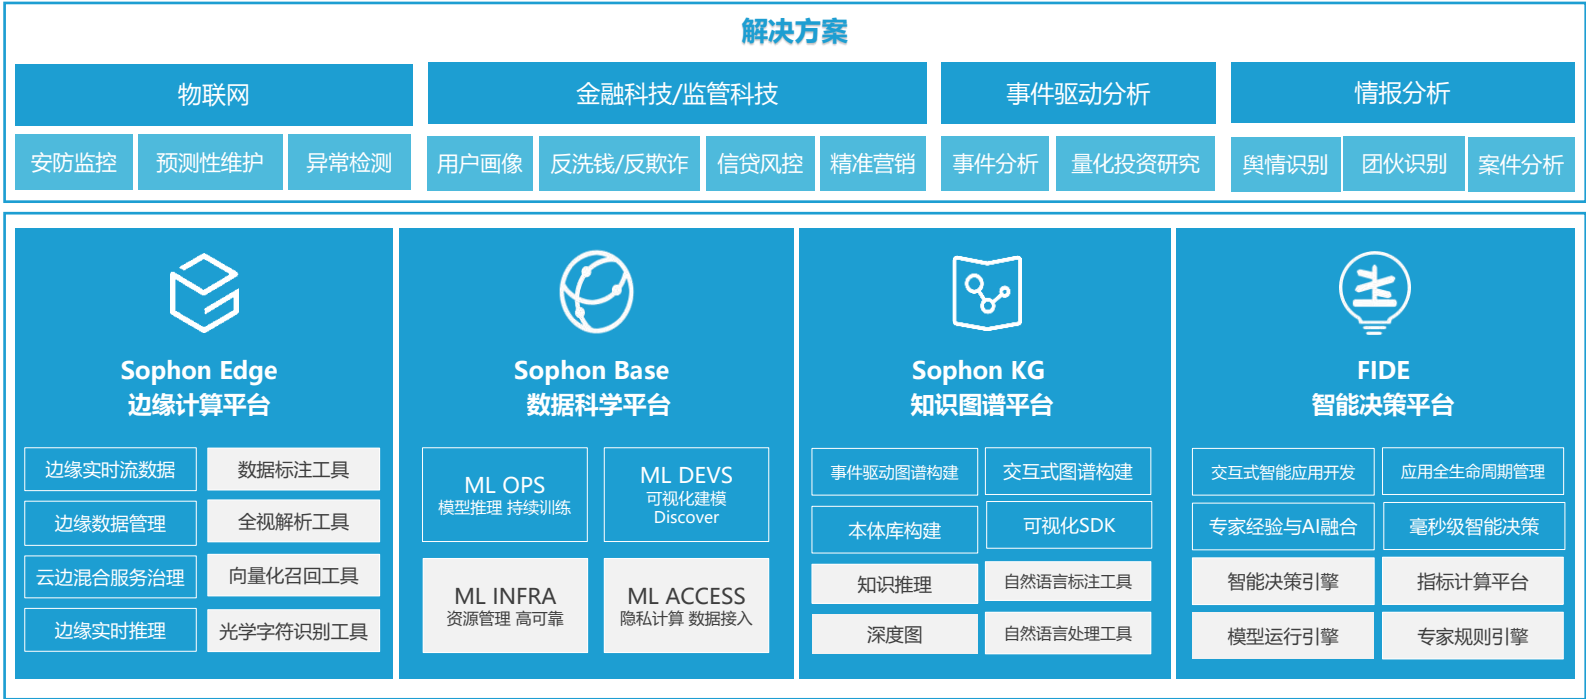 解决方案
物联网
金融科技/监管科技
事件驱动分析
情报分析
安防监控
预测性维护
异常检测
用户画像
反洗钱/反欺诈
信贷风控
精准营销
事件分析
量化投资研究
舆情识别
团伙识别
案件分析
Sophon Edge
边缘计算平台
边缘实时流数据
数据标注工具
边缘数据管理
全视解析工具
云边混合服务治理
向量化召回工具
边缘实时推理
光学字符识别工具
Sophon Base
数据科学平台
ML OPS
模型推理 持续训练
ML DEVS
可视化建模
Discover
ML INFRA
资源管理 高可靠
ML ACCESS
隐私计算 数据接入
Sophon KG
知识图谱平台
事件驱动图谱构建
交互式图谱构建
本体库构建
可视化SDK
知识推理
自然语言标注工具
深度图
自然语言处理工具
FIDE
智能决策平台
交互式智能应用开发
应用全生命周期管理
专家经验与AI融合
毫秒级智能决策
智能决策引擎
指标计算平台
模型运行引擎
专家规则引擎